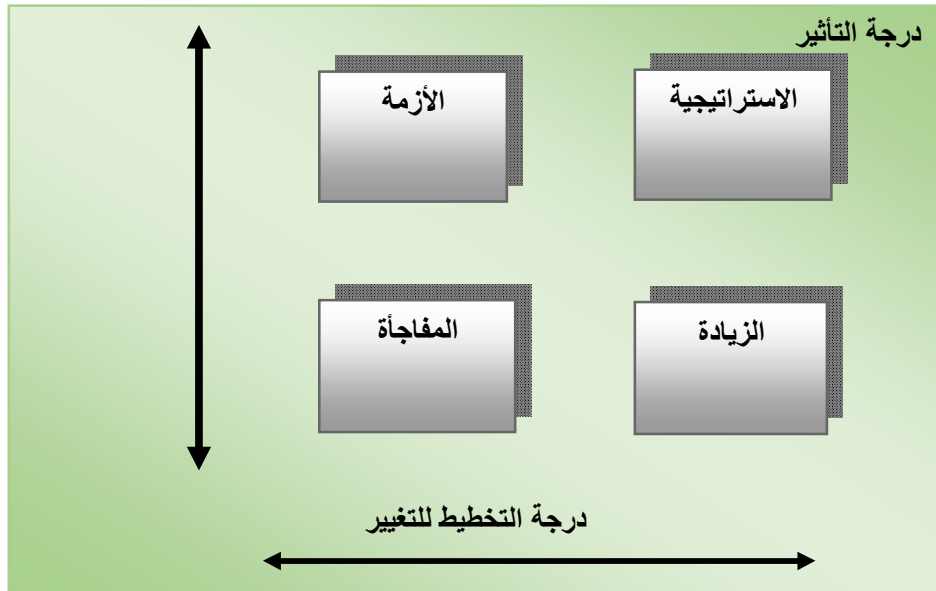 درجة التأثير
الاستراتيجية
الأزمة
الزيادة
المفاجأة
درجة التخطيط للتغيير